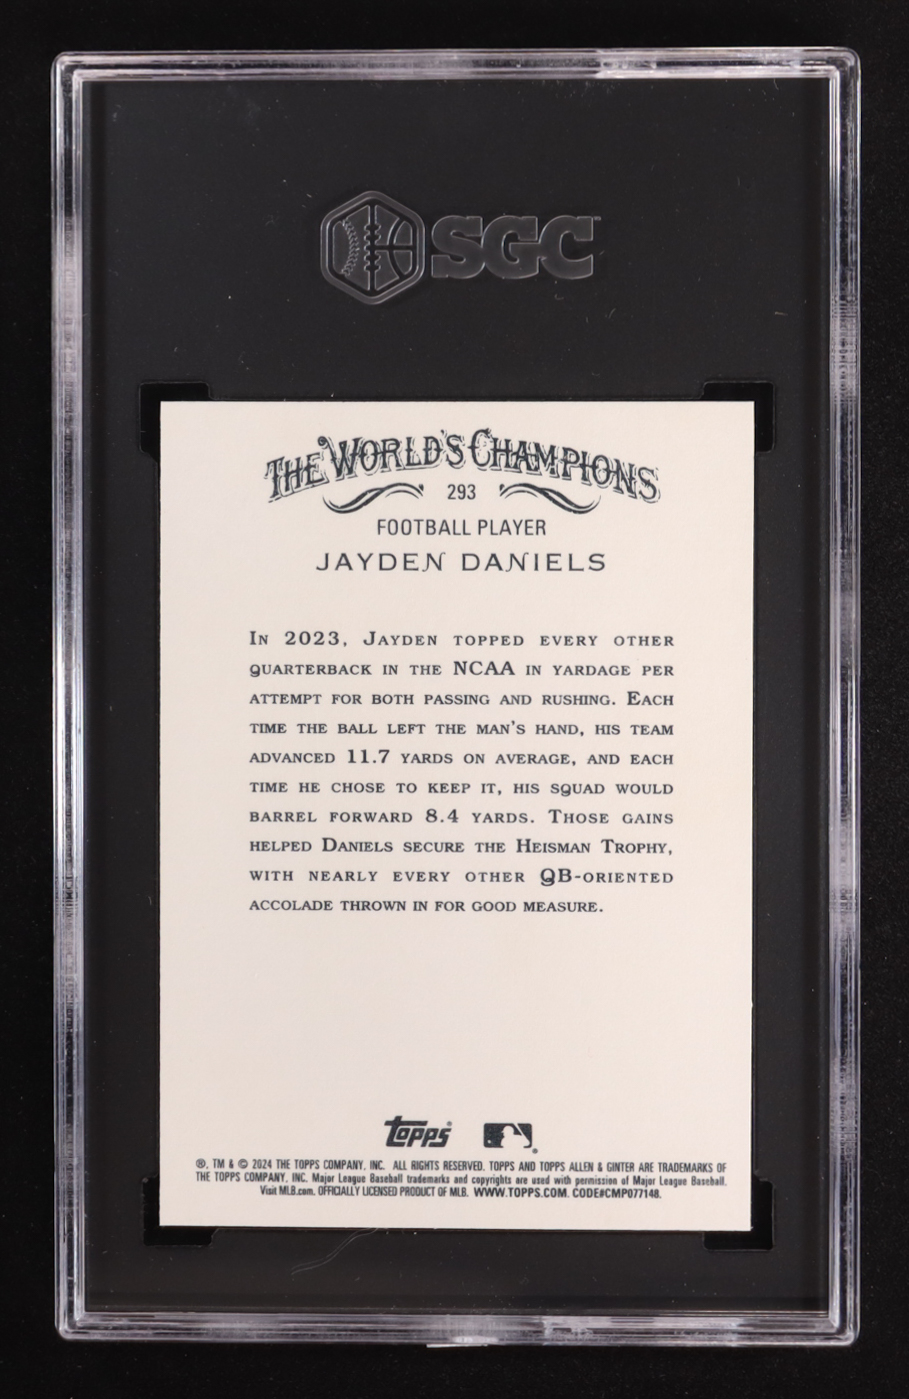 SGC
THE WORLD'S CHAMPIONS
293
FOOTBALL PLAYER
JAYDEN DANIELS
In 2023, Jayden topped every other
quarterback in the NCAA in yardage per
attempt for both passing and rushing. Each
time the ball left the man's hand, his team
advanced 11.7 yards on average, and each
time he chose to keep it, his squad would
barrel forward 8.4 yards. Those gains
helped Daniels secure the Heisman Trophy,
with nearly every other QB-oriented
accolade thrown in for good measure.
topps®
®, TM & © 2024 THE TOPPS COMPANY, INC. ALL RIGHTS RESERVED. TOPPS AND TOPPS ALLEN & GINTER ARE TRADEMARKS OF
THE TOPPS COMPANY, INC. Major League Baseball trademarks and copyrights are used with permission of Major League Baseball.
Visit MLB.com. OFFICIALLY LICENSED PRODUCT OF MLB. WWW.TOPPS.COM. CODE#CMP077148.